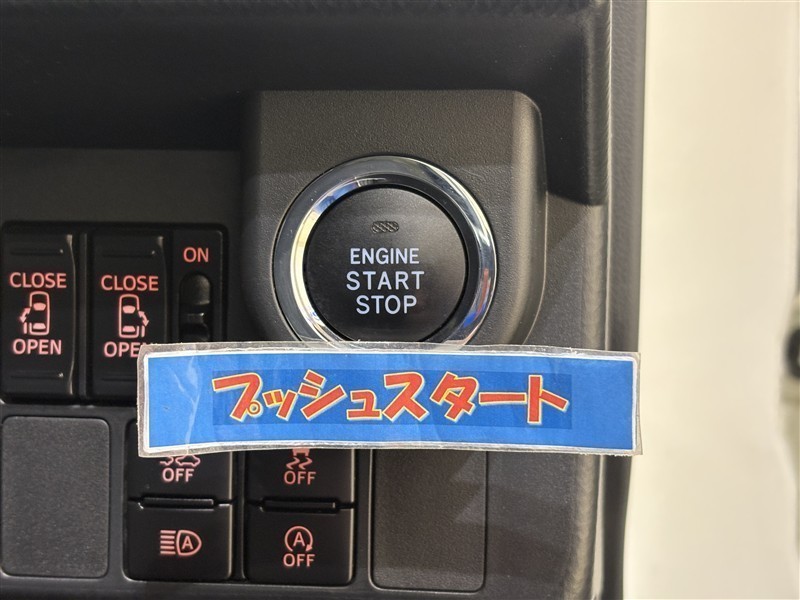 ENGINE
START
STOP
ON
CLOSE
OPEN
CLOSE
OPEN
プッシュスタート
OFF
OFF
A
A
OFF